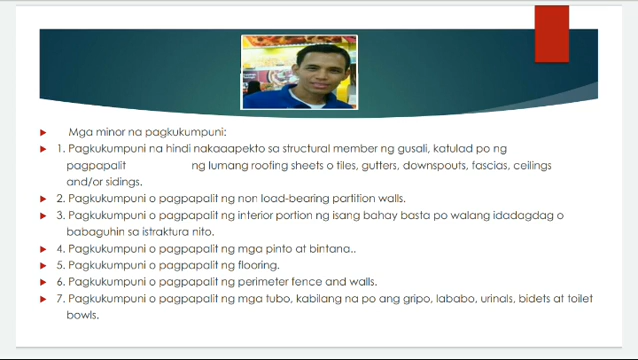 Mga minor na pagkukumpuni:
1. Pagkukumpuni na hindi nakaaapekto sa structural member ng gusali, katulad po ng
pagpapalit ng lumang roofing sheets o tiles, gutters, downspouts, fascias, ceilings
and/or sidings.
2. Pagkukumpuni o pagpapalit ng non load-bearing partition walls.
3. Pagkukumpuni o pagpapalit ng interior portion ng isang bahay basta po walang idadagdag o
babaguhin sa istraktura nito.
4. Pagkukumpuni o pagpapalit ng mga pinto at bintana..
5. Pagkukumpuni o pagpapalit ng flooring.
6. Pagkukumpuni o pagpapalit ng perimeter fence and walls.
7. Pagkukumpuni o pagpapalit ng mga tubo, kabilang na po ang gripo, lababo, urinals, bidets at toilet
bowls.